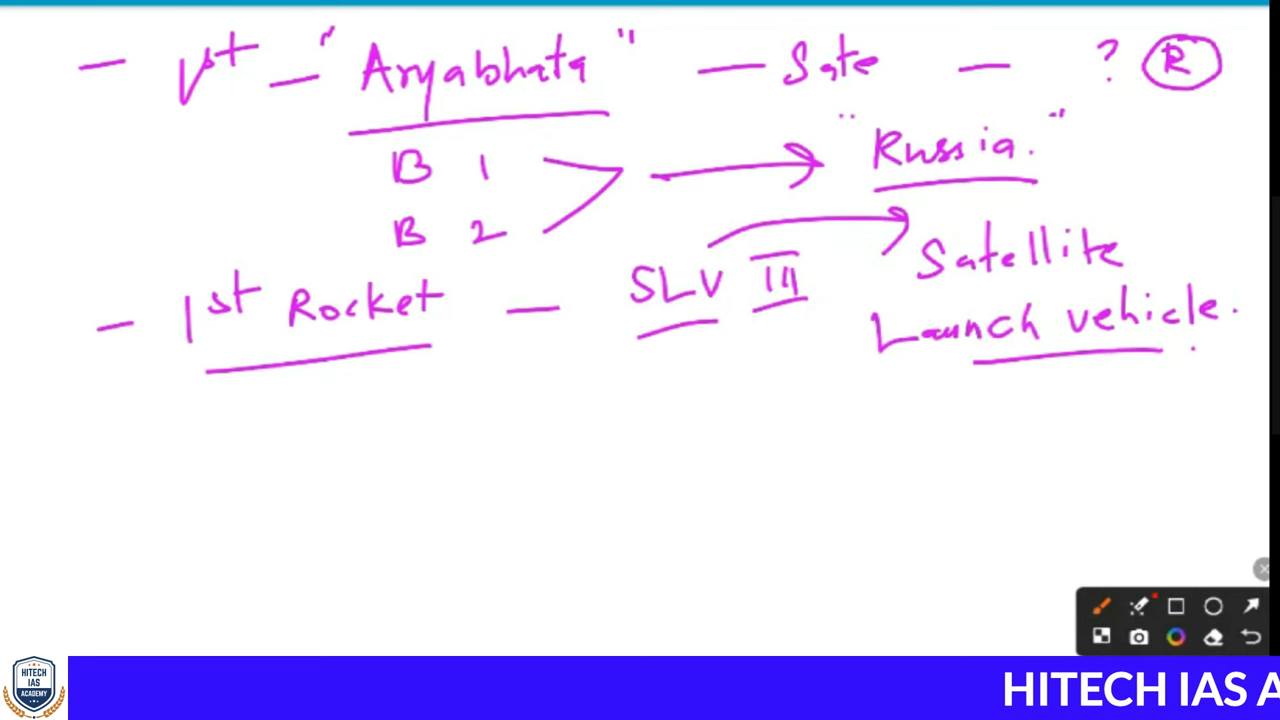 - 1st - "Aryabhata" - Sate - ? R
B 1 → "Russia."
B 2
- 1st Rocket - SLV III → Satellite
Launch vehicle.
HITECH
IAS
ACADEMY
HITECH IAS A